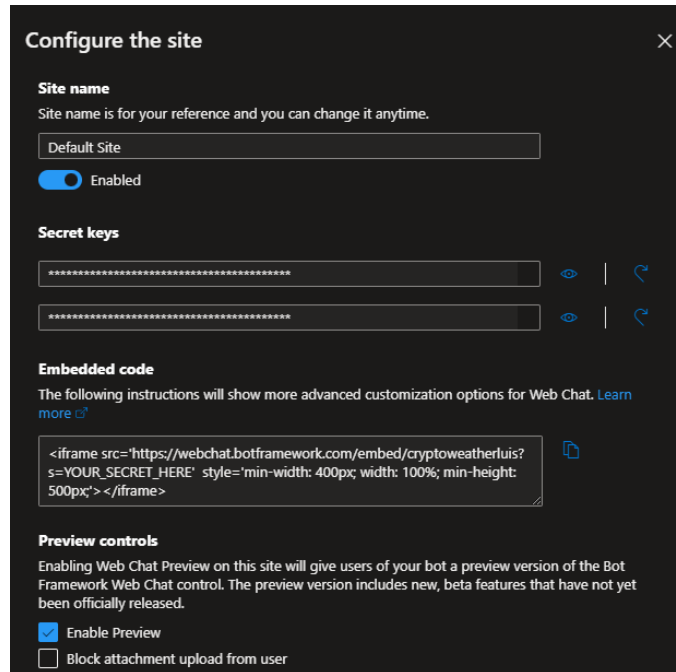 Configure the site
Site name
Site name is for your reference and you can change it anytime.
Default Site
Enabled
Secret keys
*****************************************
*****************************************
Embedded code
The following instructions will show more advanced customization options for Web Chat. Learn
more
<iframe src='https://webchat.botframework.com/embed/cryptoweatherluis?
s=YOUR_SECRET_HERE'  style='min-width: 400px; width: 100%; min-height:
500px;'></iframe>
Preview controls
Enabling Web Chat Preview on this site will give users of your bot a preview version of the Bot
Framework Web Chat control. The preview version includes new, beta features that have not yet
been officially released.
Enable Preview
Block attachment upload from user